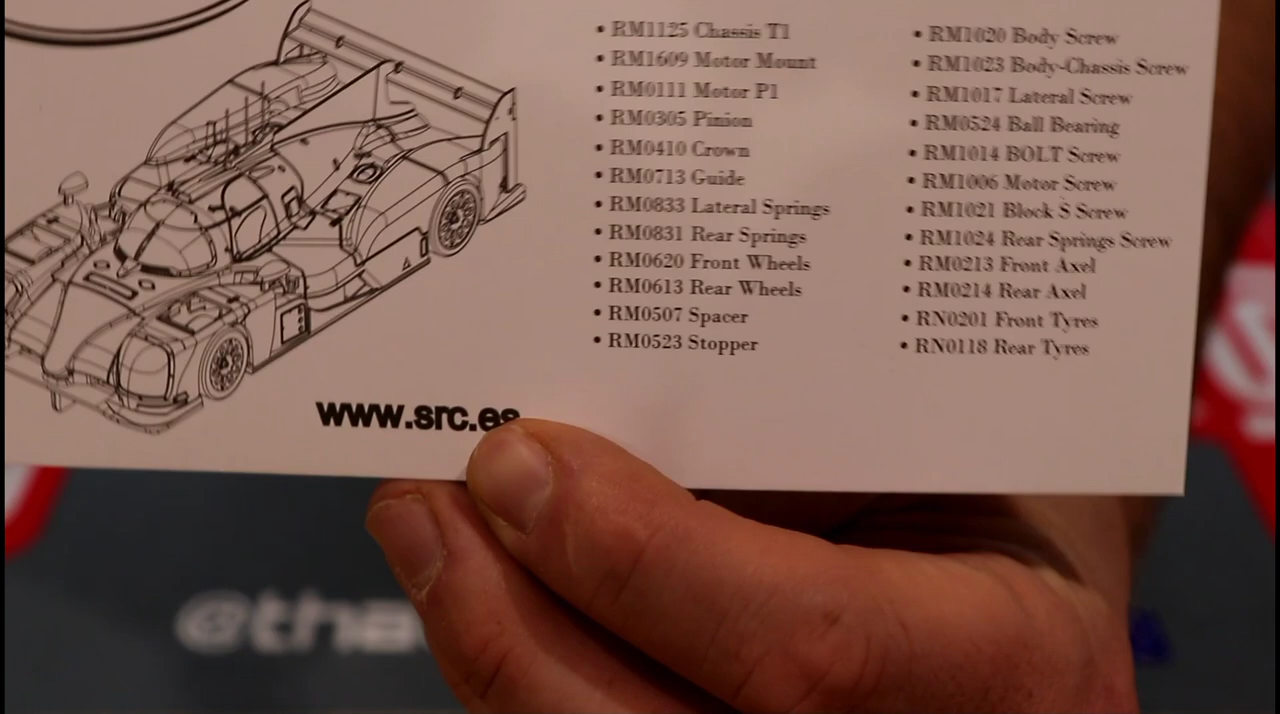 • RM1125 Chassis T1
• RM1609 Motor Mount
• RM0111 Motor P1
• RM0305 Pinion
• RM0410 Crown
• RM0713 Guide
• RM0833 Lateral Springs
• RM0831 Rear Springs
• RM0620 Front Wheels
• RM0613 Rear Wheels
• RM0507 Spacer
• RM0523 Stopper
• RM1020 Body Screw
• RM1023 Body-Chassis Screw
• RM1017 Lateral Screw
• RM0524 Ball Bearing
• RM1014 BOLT Screw
• RM1006 Motor Screw
• RM1021 Block S Screw
• RM1024 Rear Springs Screw
• RM0213 Front Axel
• RM0214 Rear Axel
• RN0201 Front Tyres
• RN0118 Rear Tyres
www.src.es
@tha